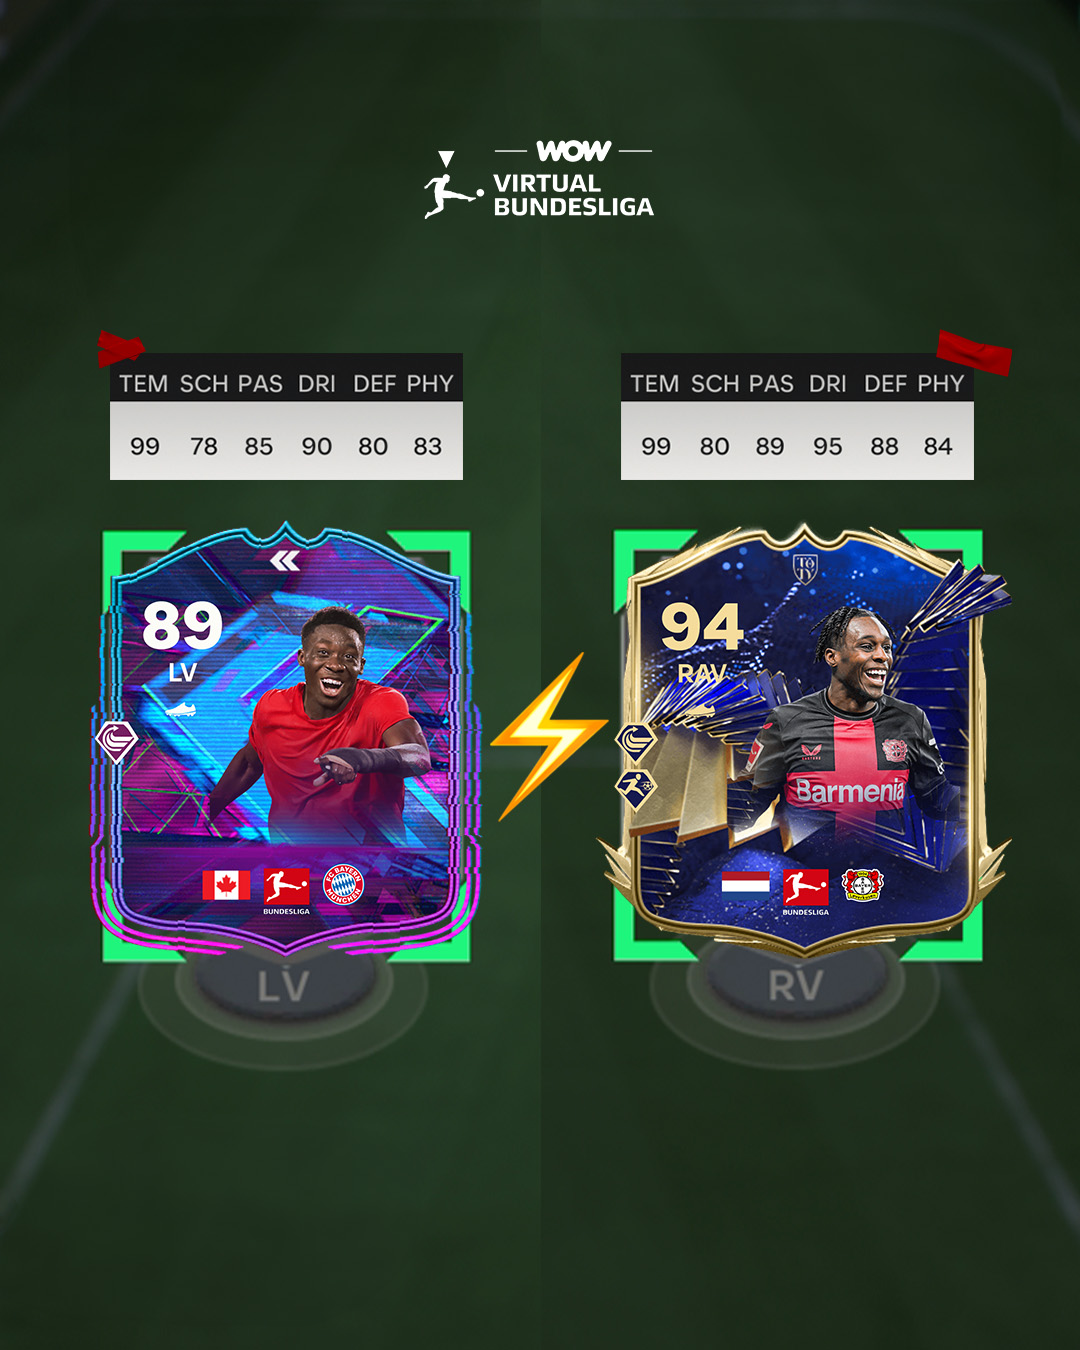 WOW
VIRTUAL
BUNDESLIGA
TEM SCH PAS DRI DEF PHY
99 78 85 90 80 83
TEM SCH PAS DRI DEF PHY
99 80 89 95 88 84
89
LV
BUNDESLIGA
FC BAYERN
MÜNCHEN
LV
94
RAV
Barmenia
BUNDESLIGA
RV